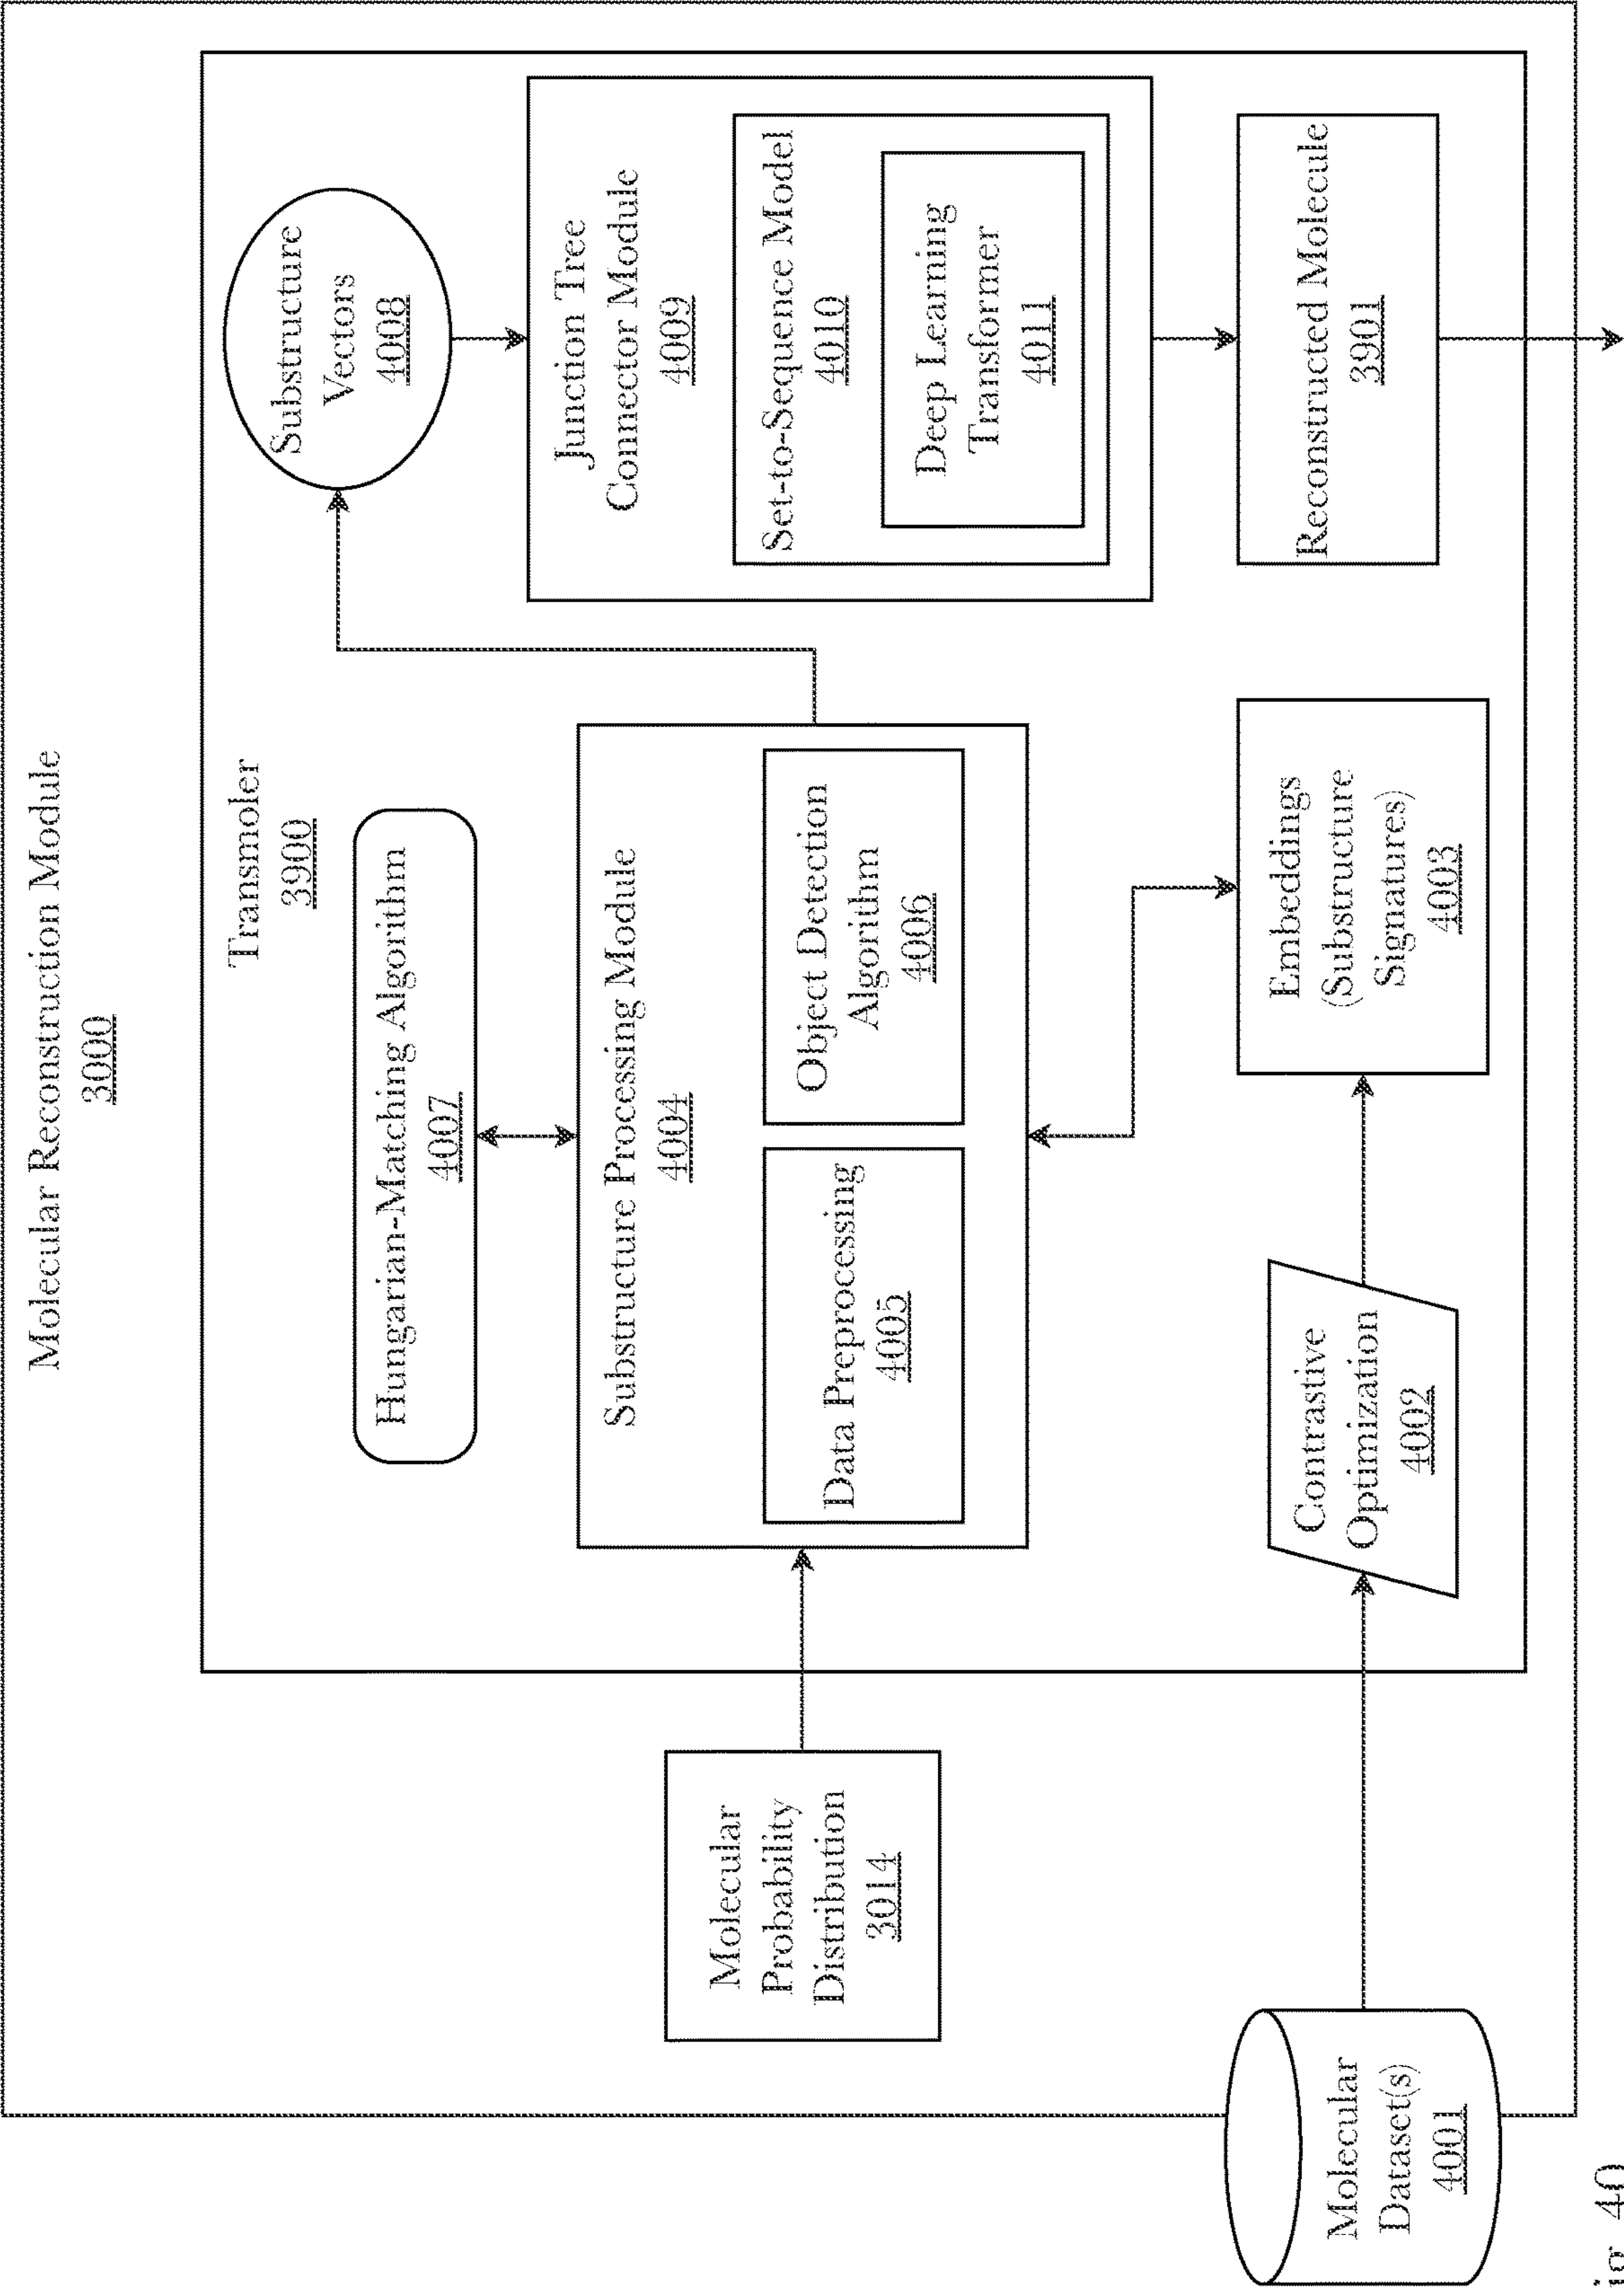 Molecular Reconstruction Module
3000
Transmoler
3900
Molecular
Probability
Distribution
3014
Molecular
Dataset(s)
4001
Hungarian-Matching Algorithm
4007
Substructure Processing Module
4004
Data Preprocessing
4005
Object Detection
Algorithm
4006
Contrastive
Optimization
4002
Embeddings
(Substructure
Signatures)
4003
Substructure
Vectors
4008
Junction Tree
Connector Module
4009
Set-to-Sequence Model
4010
Deep Learning
Transformer
4011
Reconstructed Molecule
3901
40